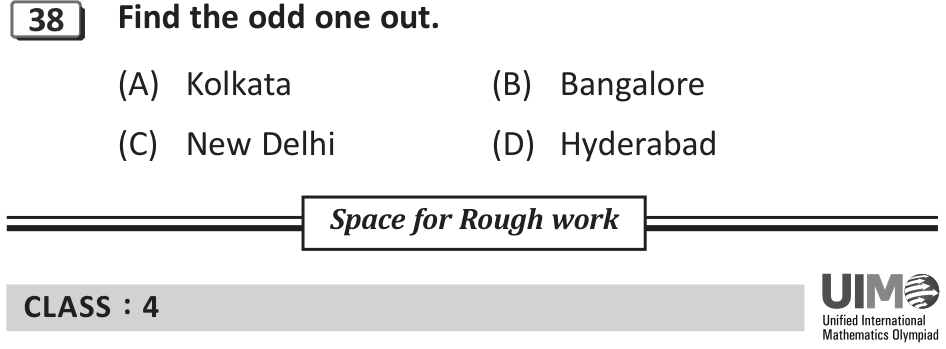 38 Find the odd one out.
(A) Kolkata (B) Bangalore
(C) New Delhi (D) Hyderabad
Space for Rough work
CLASS : 4
UIMO
Unified International
Mathematics Olympiad